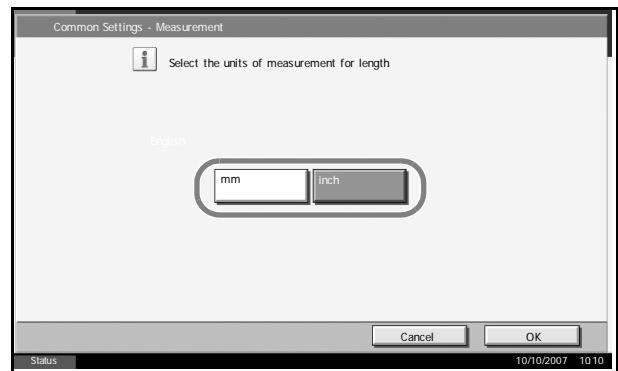 Common Settings - Measurement
i
Select the units of measurement for length
English
mm inch
Cancel OK
Status 10/10/2007 10:10